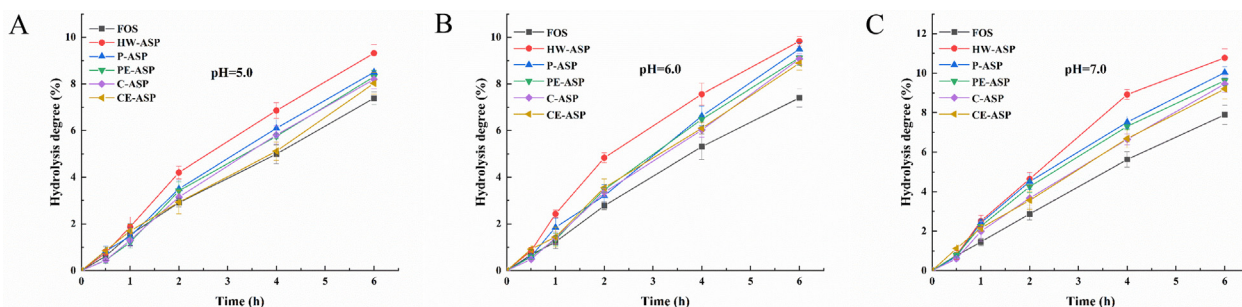 A
FOS
HW-ASP
P-ASP
PE-ASP
C-ASP
CE-ASP
pH=5.0
Hydrolysis degree (%)
0
2
4
6
8
10
0
1
2
3
4
5
6
Time (h)
B
FOS
HW-ASP
P-ASP
PE-ASP
C-ASP
CE-ASP
pH=6.0
Hydrolysis degree (%)
0
2
4
6
8
10
0
1
2
3
4
5
6
Time (h)
C
FOS
HW-ASP
P-ASP
PE-ASP
C-ASP
CE-ASP
pH=7.0
Hydrolysis degree (%)
0
2
4
6
8
10
12
0
1
2
3
4
5
6
Time (h)